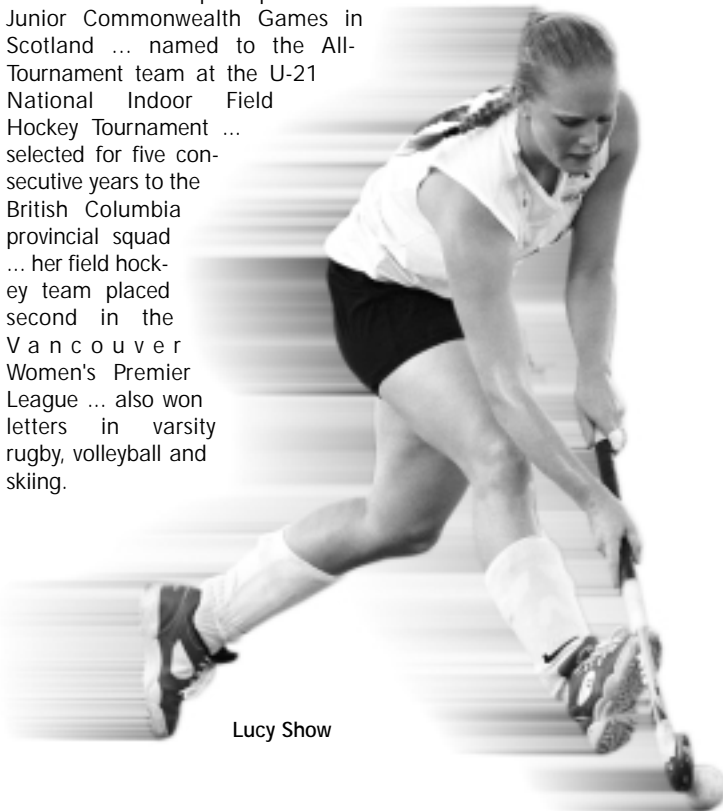 Junior Commonwealth Games in
Scotland ... named to the All-
Tournament team at the U-21
National Indoor Field
Hockey Tournament ...
selected for five con-
secutive years to the
British Columbia
provincial squad
... her field hock-
ey team placed
second in the
Vancouver
Women's Premier
League ... also won
letters in varsity
rugby, volleyball and
skiing.
Lucy Show